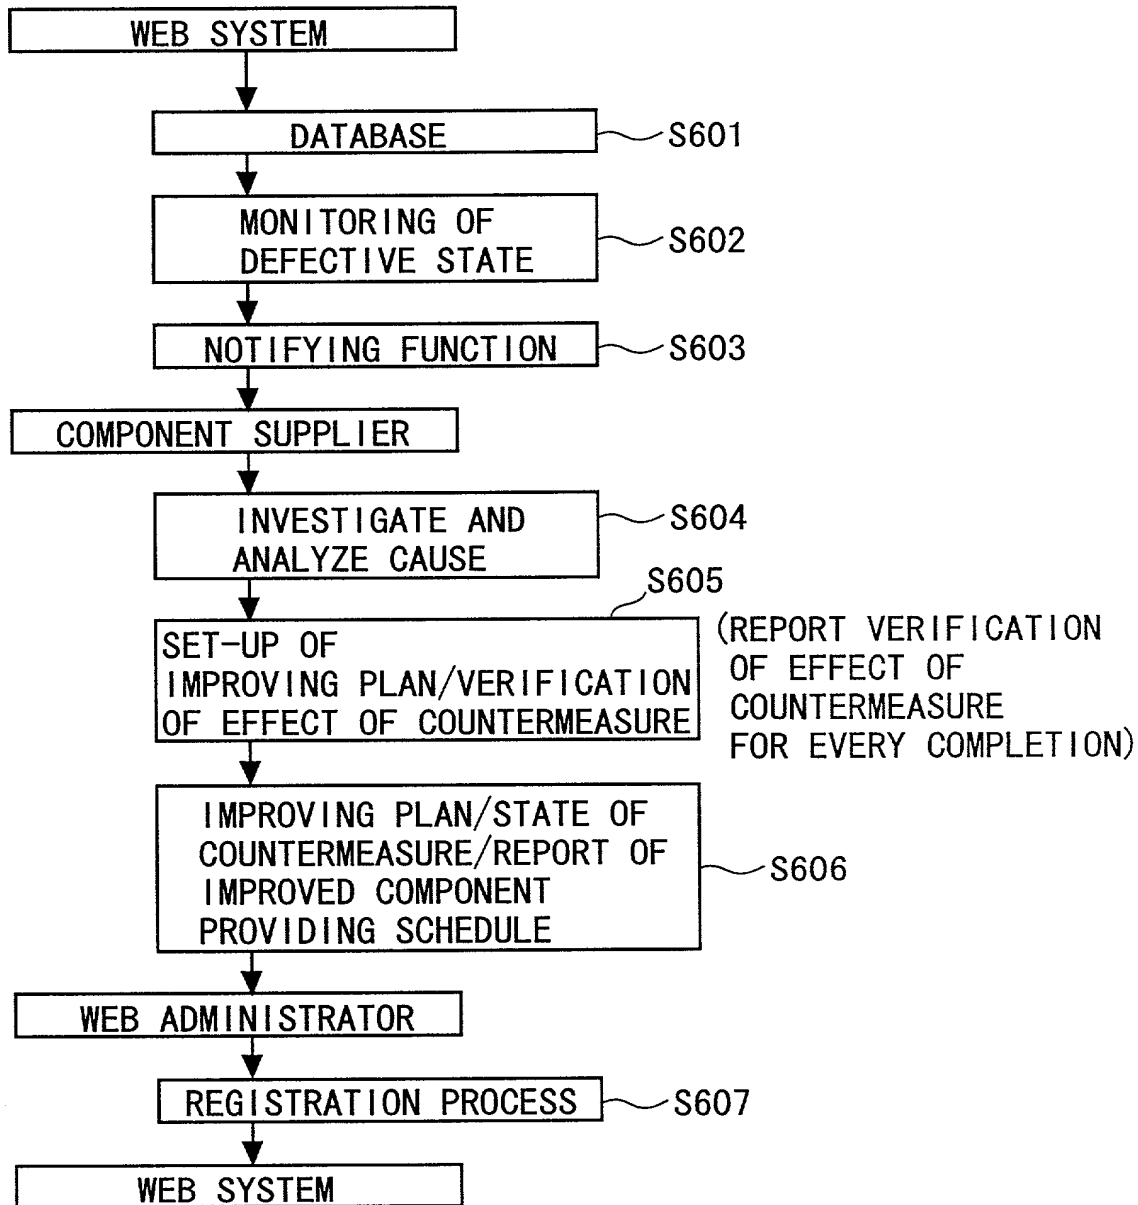 WEB SYSTEM
DATABASE
S601
MONITORING OF
DEFECTIVE STATE
S602
NOTIFYING FUNCTION
S603
COMPONENT SUPPLIER
INVESTIGATE AND
ANALYZE CAUSE
S604
S605
SET-UP OF
IMPROVING PLAN/VERIFICATION
OF EFFECT OF COUNTERMEASURE
(REPORT VERIFICATION
OF EFFECT OF
COUNTERMEASURE
FOR EVERY COMPLETION)
IMPROVING PLAN/STATE OF
COUNTERMEASURE/REPORT OF
IMPROVED COMPONENT
PROVIDING SCHEDULE
S606
WEB ADMINISTRATOR
REGISTRATION PROCESS
S607
WEB SYSTEM